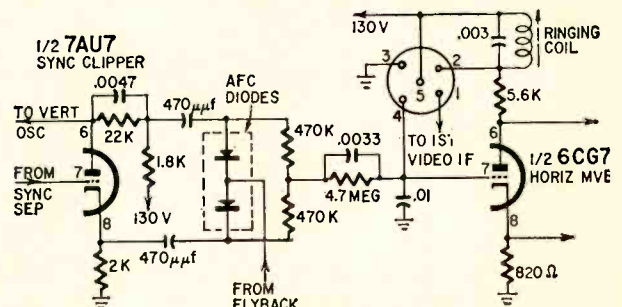 1/2 7AU7
SYNC CLIPPER
.0047
TO VERT
OSC
6
22K
470μμf
1.8K
130 V
FROM
SYNC
SEP
7
8
2K
470μμf
AFC
DIODES
FROM
FLYBACK
470K
470K
.0033
4.7 MEG
.01
130 V
3
2
5
1
4
TO 1ST
VIDEO IF
.003
RINGING
COIL
5.6K
6
7
1/2 6CG7
HORIZ MVB
8
820 Ω